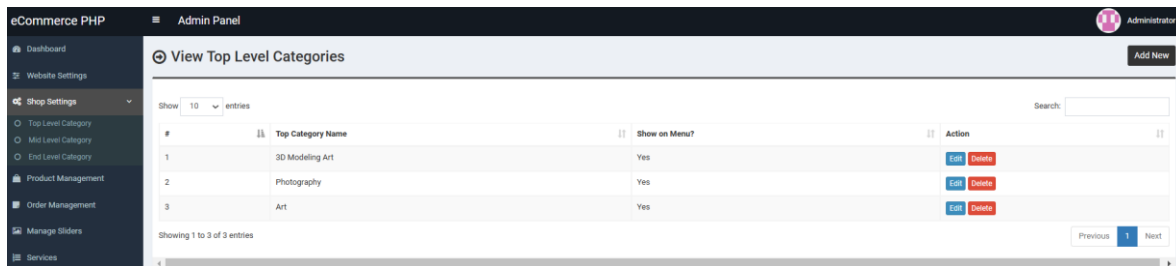 eCommerce PHP
Admin Panel
Administrator
Dashboard
Website Settings
Shop Settings
Top Level Category
Mid Level Category
End Level Category
Product Management
Order Management
Manage Sliders
Services
View Top Level Categories
Add New
Show 10 entries
Search:
# Top Category Name Show on Menu? Action
1 3D Modeling Art Yes Edit Delete
2 Photography Yes Edit Delete
3 Art Yes Edit Delete
Showing 1 to 3 of 3 entries
Previous 1 Next